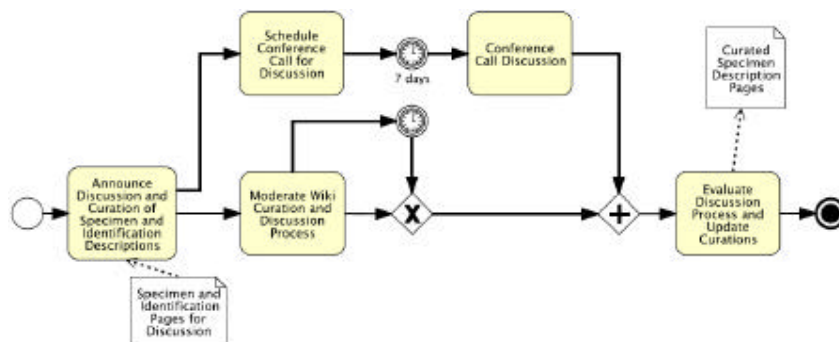 Schedule
Conference
Call for
Discussion
7 days
Conference
Call Discussion
Curated
Specimen
Description
Pages
Announce
Discussion and
Curation of
Specimen and
Identification
Descriptions
Moderate Wiki
Curation and
Discussion
Process
Evaluate
Discussion
Process and
Update
Curations
Specimen and
Identification
Pages for
Discussion